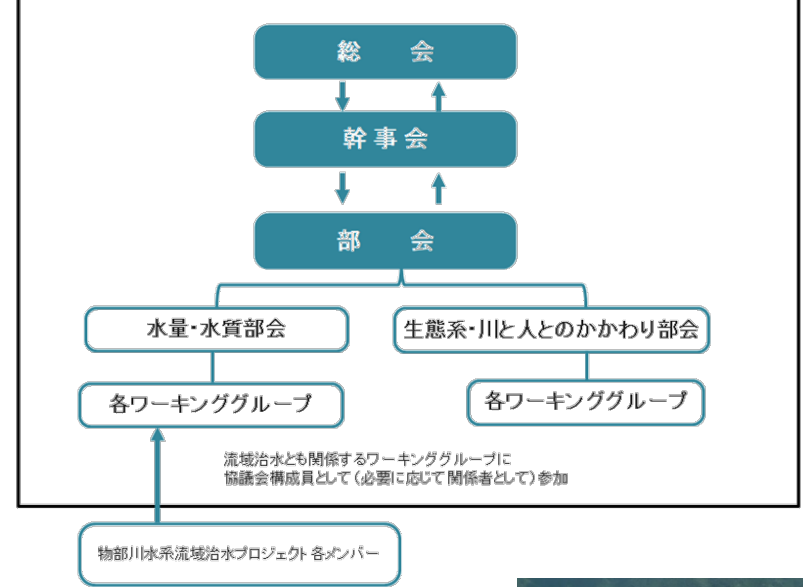 総 会
幹事会
部 会
水量・水質部会
生態系・川と人とのかかわり部会
各ワーキンググループ
各ワーキンググループ
流域治水とも関係するワーキンググループに
協議会構成員として(必要に応じて関係者として)参加
物部川水系流域治水プロジェクト各メンバー